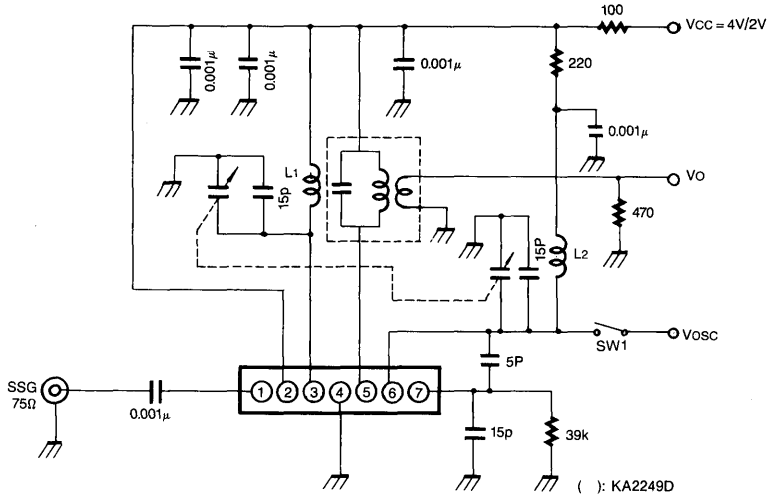 100
VCC = 4V/2V
0.001μ
0.001μ
0.001μ
220
0.001μ
L1
15p
VO
470
15P
L2
VOSC
SW1
5P
SSG
75Ω
0.001μ
1 2 3 4 5 6 7
15p
39k
( ): KA2249D